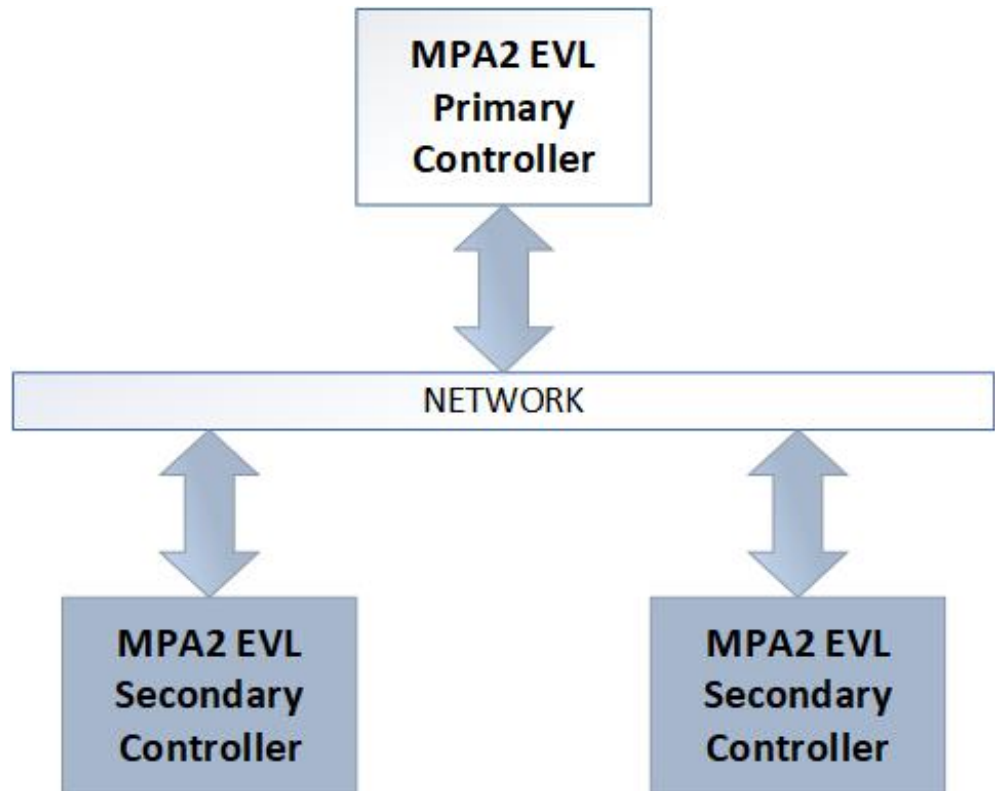 MPA2 EVL
Primary
Controller
NETWORK
MPA2 EVL
Secondary
Controller
MPA2 EVL
Secondary
Controller